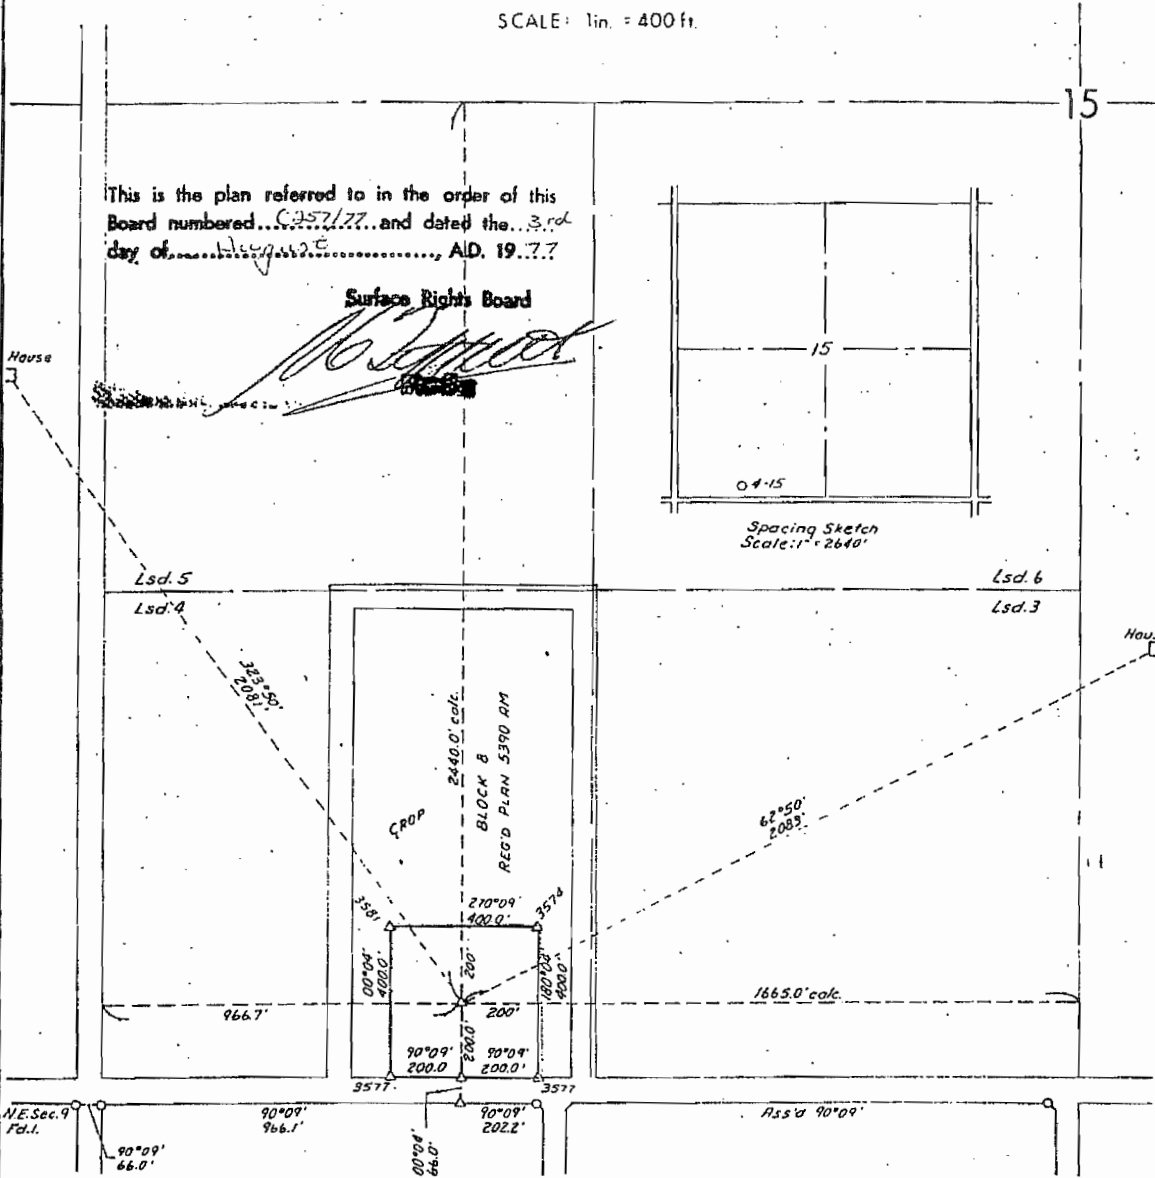 SCALE: 1in. = 400 ft.
15
This is the plan referred to in the order of this
Board numbered...C257/77...and dated the...3rd
day of...August..., A.D. 19..77
Surface Rights Board
House
15
4-15
Spacing Sketch
Scale: 1" = 2640'
Lsd. 5
Lsd. 6
Lsd. 4
Lsd. 3
Hous
323°50'
2081'
2440.0' calc.
BLOCK B
REG'D PLAN 5390 AM
CROP
62°50'
2083'
3581
270°09'
400.0'
3574
00°04'
400.0'
200'
180°04'
400.0'
966.7'
200'
1665.0' calc.
200.0'
90°09'
200.0
90°09'
200.0'
3577
3577
N.E. Sec. 9
Fd. I.
90°09'
966.1'
90°09'
202.2'
Ass'd 90°09'
90°09'
66.0'
00°04'
66.0'